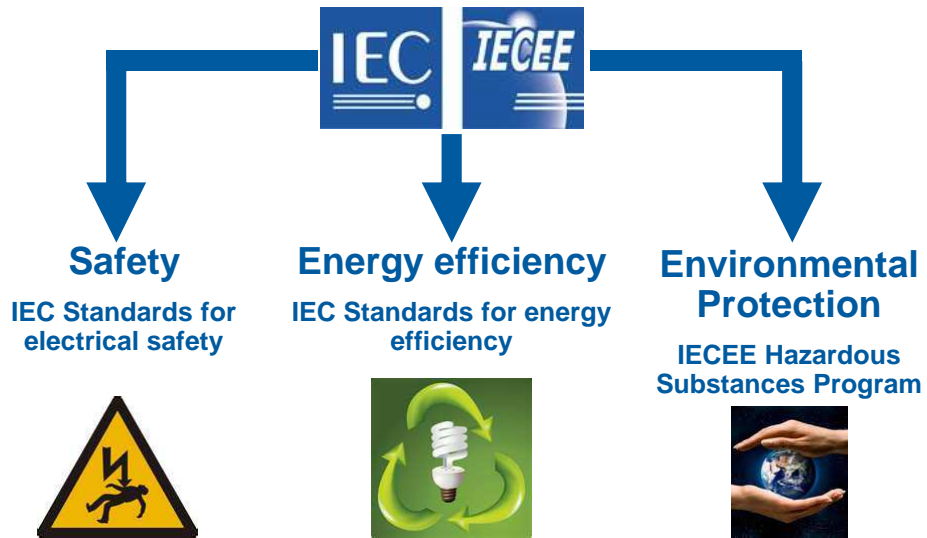 IEC
IECEE
Safety
IEC Standards for
electrical safety
Energy efficiency
IEC Standards for energy
efficiency
Environmental
Protection
IECEE Hazardous
Substances Program